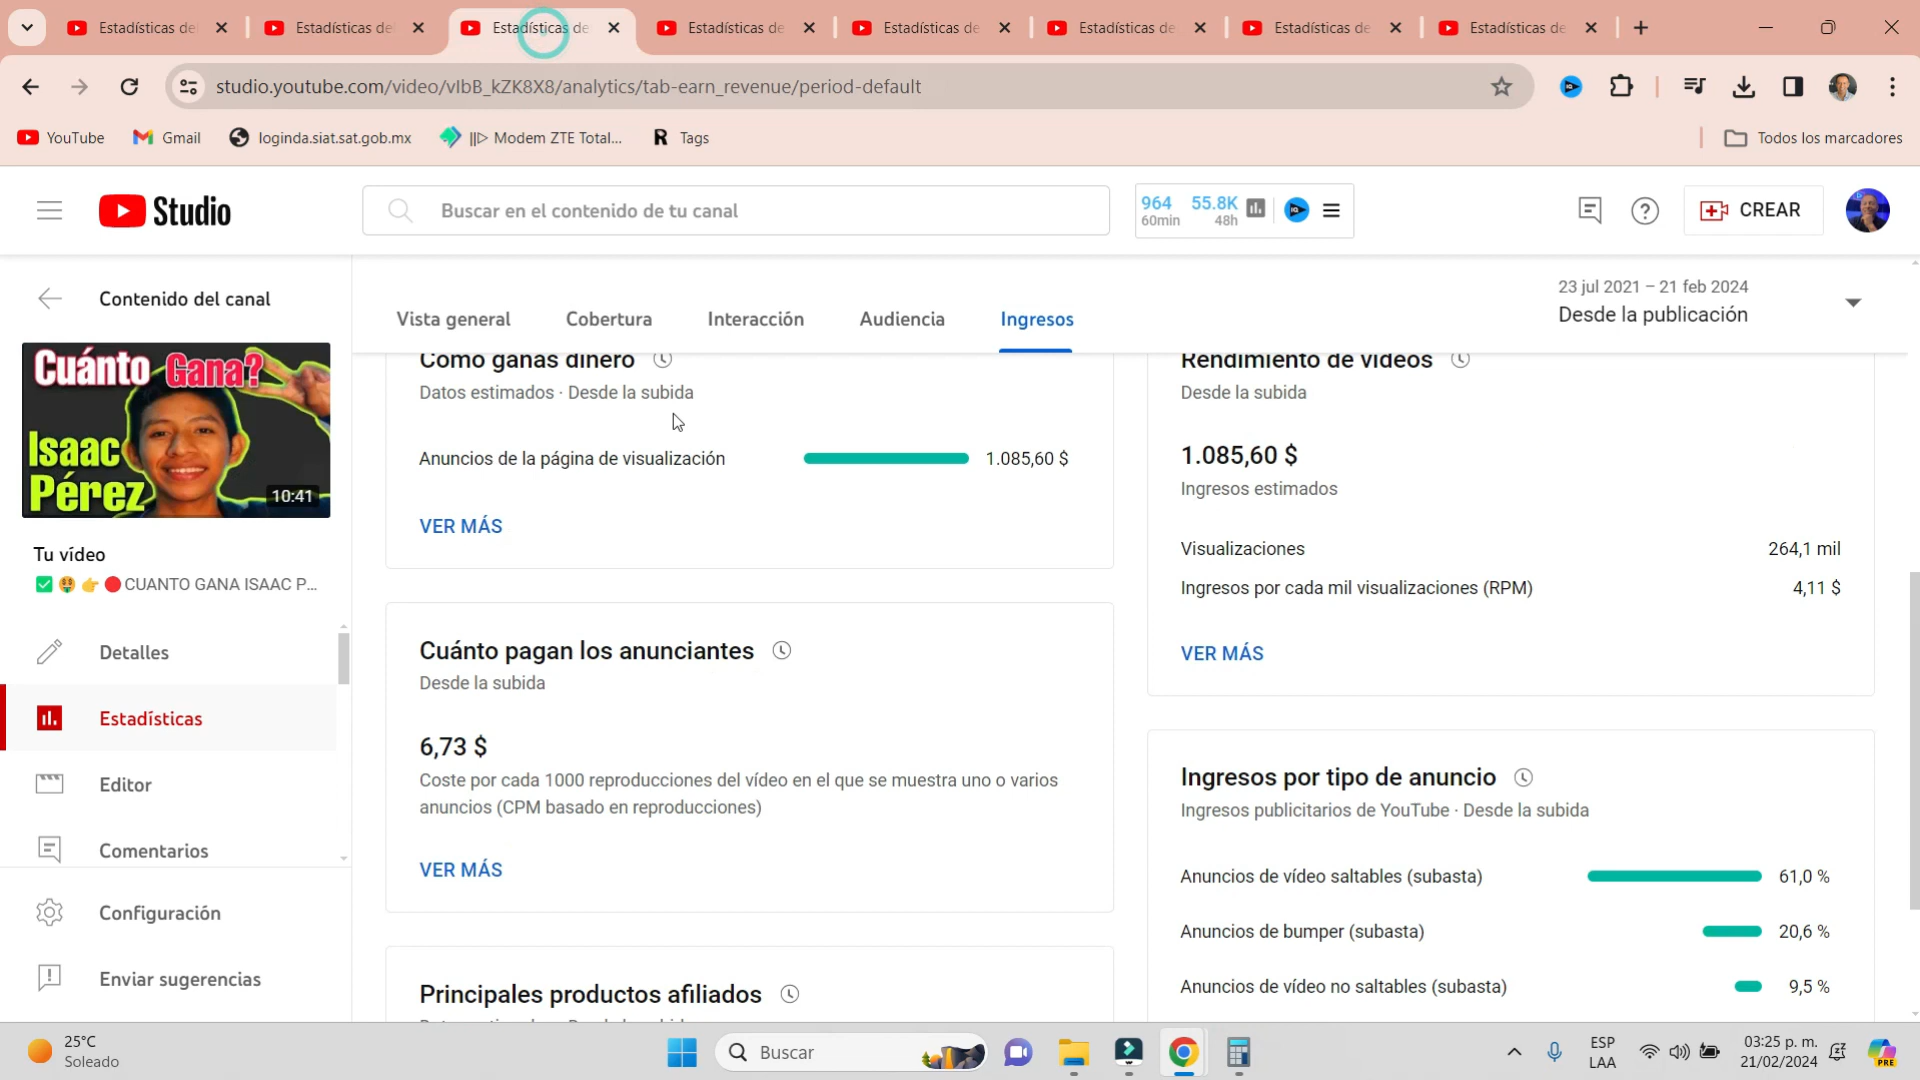 Estadísticas de
Estadísticas de
Estadísticas de
Estadísticas de
Estadísticas de
Estadísticas de
Estadísticas de
Estadísticas de
studio.youtube.com/video/vIbB_kZK8X8/analytics/tab-earn_revenue/period-default
YouTube
Gmail
loginda.siat.sat.gob.mx
||▷ Modem ZTE Total...
R Tags
Todos los marcadores
Studio
Buscar en el contenido de tu canal
964
60min
55.8K
48h
CREAR
Contenido del canal
Vista general
Cobertura
Interacción
Audiencia
Ingresos
23 jul 2021 – 21 feb 2024
Desde la publicación
Cuánto Gana?
Isaac
Pérez
10:41
Tu vídeo
CUANTO GANA ISAAC P...
Detalles
Estadísticas
Editor
Comentarios
Configuración
Enviar sugerencias
Cómo ganas dinero
Datos estimados · Desde la subida
Anuncios de la página de visualización
1.085,60 $
VER MÁS
Cuánto pagan los anunciantes
Desde la subida
6,73 $
Coste por cada 1000 reproducciones del vídeo en el que se muestra uno o varios
anuncios (CPM basado en reproducciones)
VER MÁS
Principales productos afiliados
Rendimiento de vídeos
Desde la subida
1.085,60 $
Ingresos estimados
Visualizaciones 264,1 mil
Ingresos por cada mil visualizaciones (RPM) 4,11 $
VER MÁS
Ingresos por tipo de anuncio
Ingresos publicitarios de YouTube · Desde la subida
Anuncios de vídeo saltables (subasta) 61,0 %
Anuncios de bumper (subasta) 20,6 %
Anuncios de vídeo no saltables (subasta) 9,5 %
25°C
Soleado
Buscar
ESP
LAA
03:25 p. m.
21/02/2024
PRE